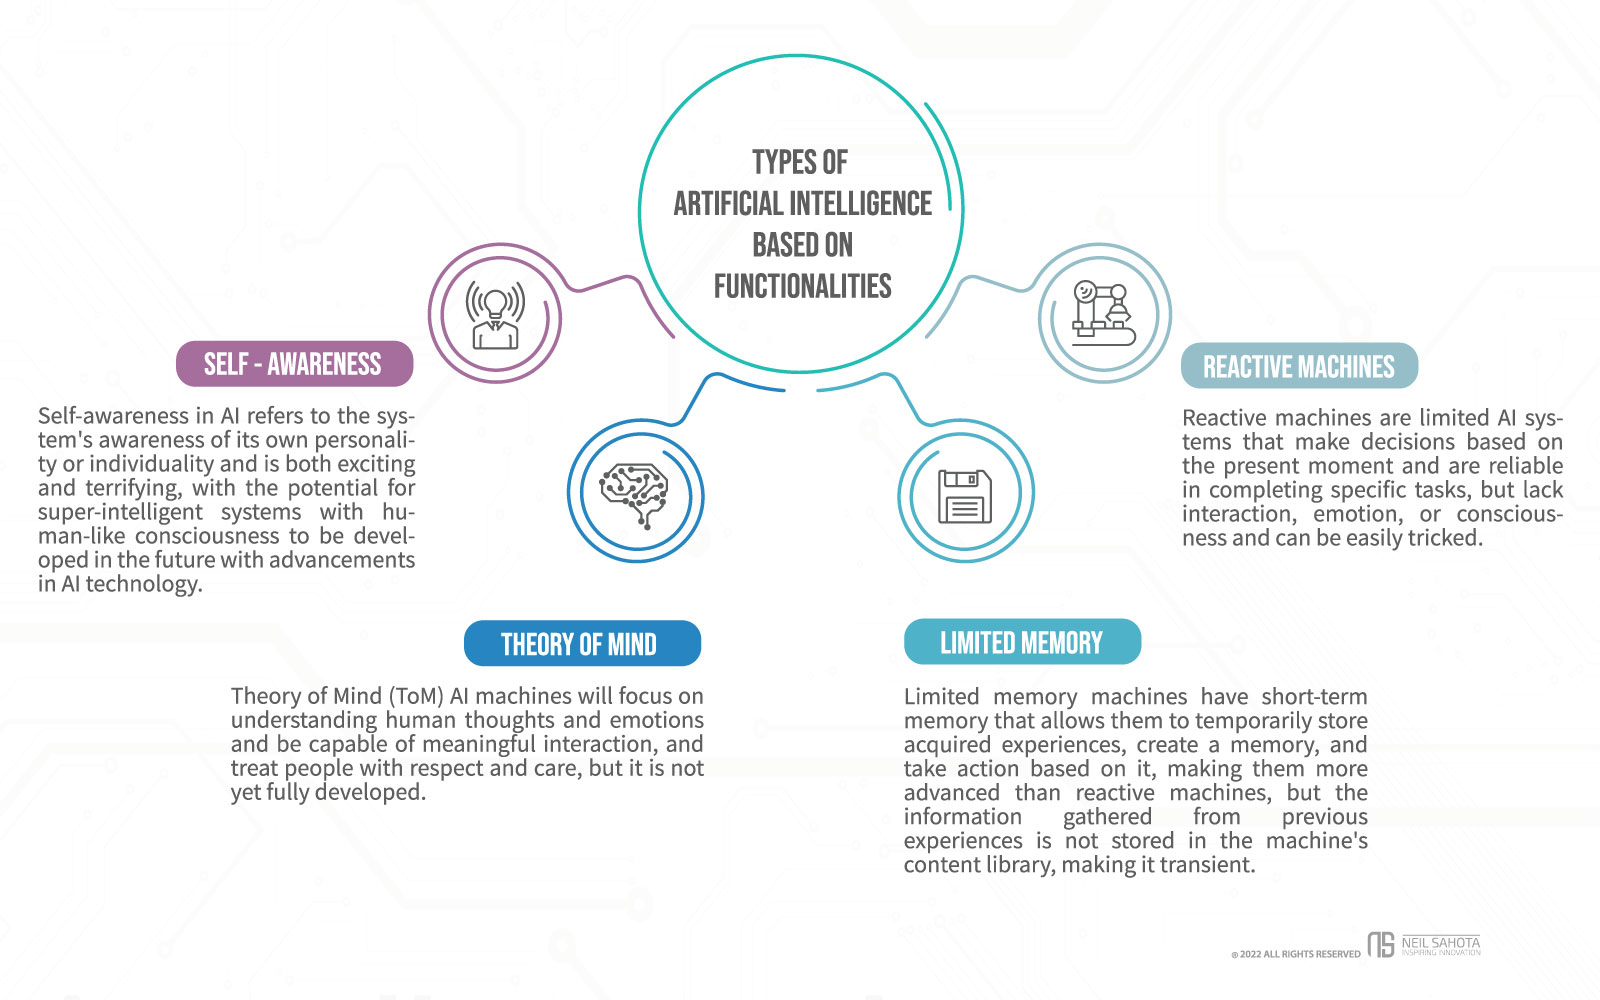 TYPES OF
ARTIFICIAL INTELLIGENCE
BASED ON
FUNCTIONALITIES
SELF - AWARENESS
Self-awareness in AI refers to the sys-
tem's awareness of its own personali-
ty or individuality and is both exciting
and terrifying, with the potential for
super-intelligent systems with hu-
man-like consciousness to be devel-
oped in the future with advancements
in AI technology.
REACTIVE MACHINES
Reactive machines are limited AI sys-
tems that make decisions based on
the present moment and are reliable
in completing specific tasks, but lack
interaction, emotion, or conscious-
ness and can be easily tricked.
THEORY OF MIND
Theory of Mind (ToM) AI machines will focus on
understanding human thoughts and emotions
and be capable of meaningful interaction, and
treat people with respect and care, but it is not
yet fully developed.
LIMITED MEMORY
Limited memory machines have short-term
memory that allows them to temporarily store
acquired experiences, create a memory, and
take action based on it, making them more
advanced than reactive machines, but the
information gathered from previous
experiences is not stored in the machine's
content library, making it transient.
© 2022 ALL RIGHTS RESERVED
NS
NEIL SAHOTA
INSPIRING INNOVATION